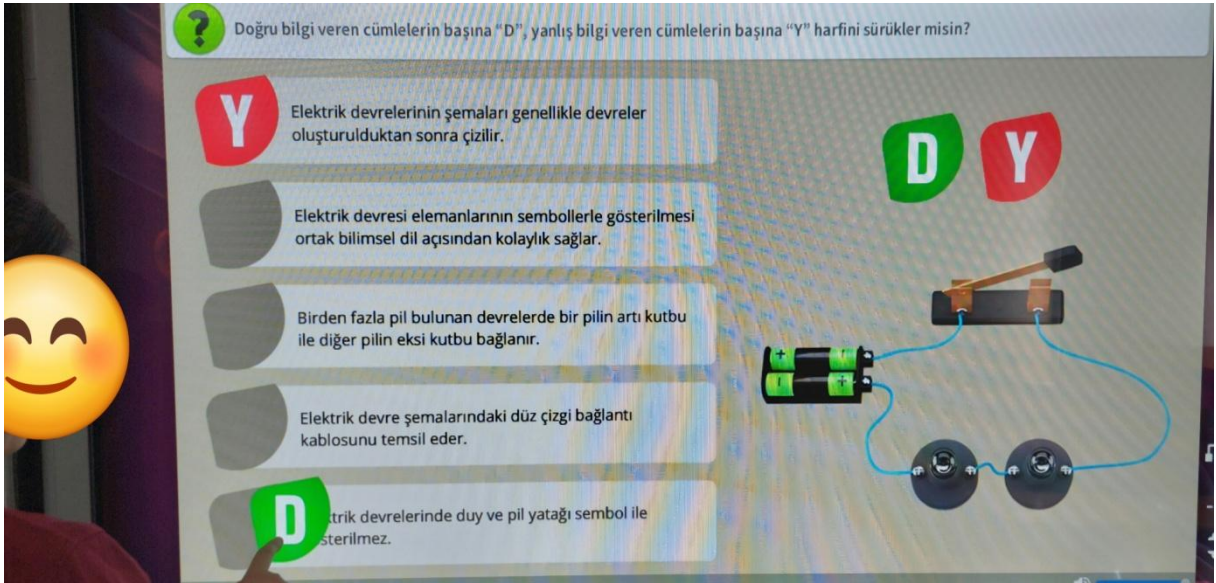 ?
Doğru bilgi veren cümlelerin başına "D", yanlış bilgi veren cümlelerin başına "Y" harfini sürükler misin?
Y
Elektrik devrelerinin şemaları genellikle devreler
oluşturulduktan sonra çizilir.
D Y
Elektrik devresi elemanlarının sembollerle gösterilmesi
ortak bilimsel dil açısından kolaylık sağlar.
Birden fazla pil bulunan devrelerde bir pilin artı kutbu
ile diğer pilin eksi kutbu bağlanır.
+ -
- +
Elektrik devre şemalarındaki düz çizgi bağlantı
kablosunu temsil eder.
D
trik devrelerinde duy ve pil yatağı sembol ile
sterilmez.